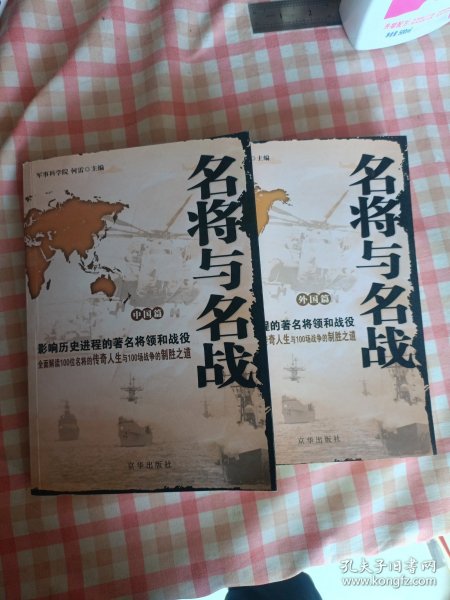 军事科学院 何雷◎主编
名将与名战
中国篇
影响历史进程的著名将领和战役
全面解读100位名将的传奇人生与100场战争的制胜之道
京华出版社
主编
名将与名战
外国篇
程的著名将领和战役
传奇人生与100场战争的制胜之道
京华出版社
孔夫子旧书网
www.kongfz.com